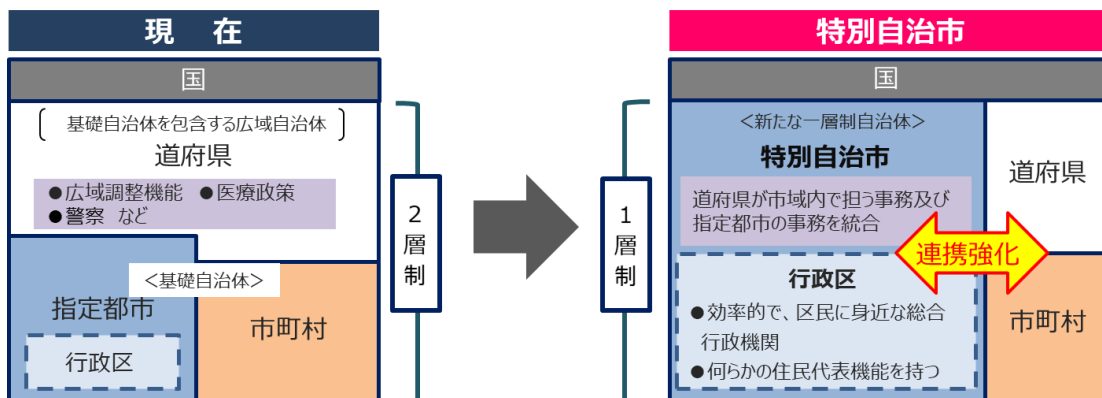 現 在
国
基礎自治体を包含する広域自治体
道府県
●広域調整機能 ●医療政策
●警察 など
<基礎自治体>
指定都市
行政区
市町村
2層制
特別自治市
国
<新たな一層制自治体>
特別自治市
道府県が市域内で担う事務及び
指定都市の事務を統合
行政区
●効率的で、区民に身近な総合
行政機関
●何らかの住民代表機能を持つ
1層制
道府県
連携強化
市町村